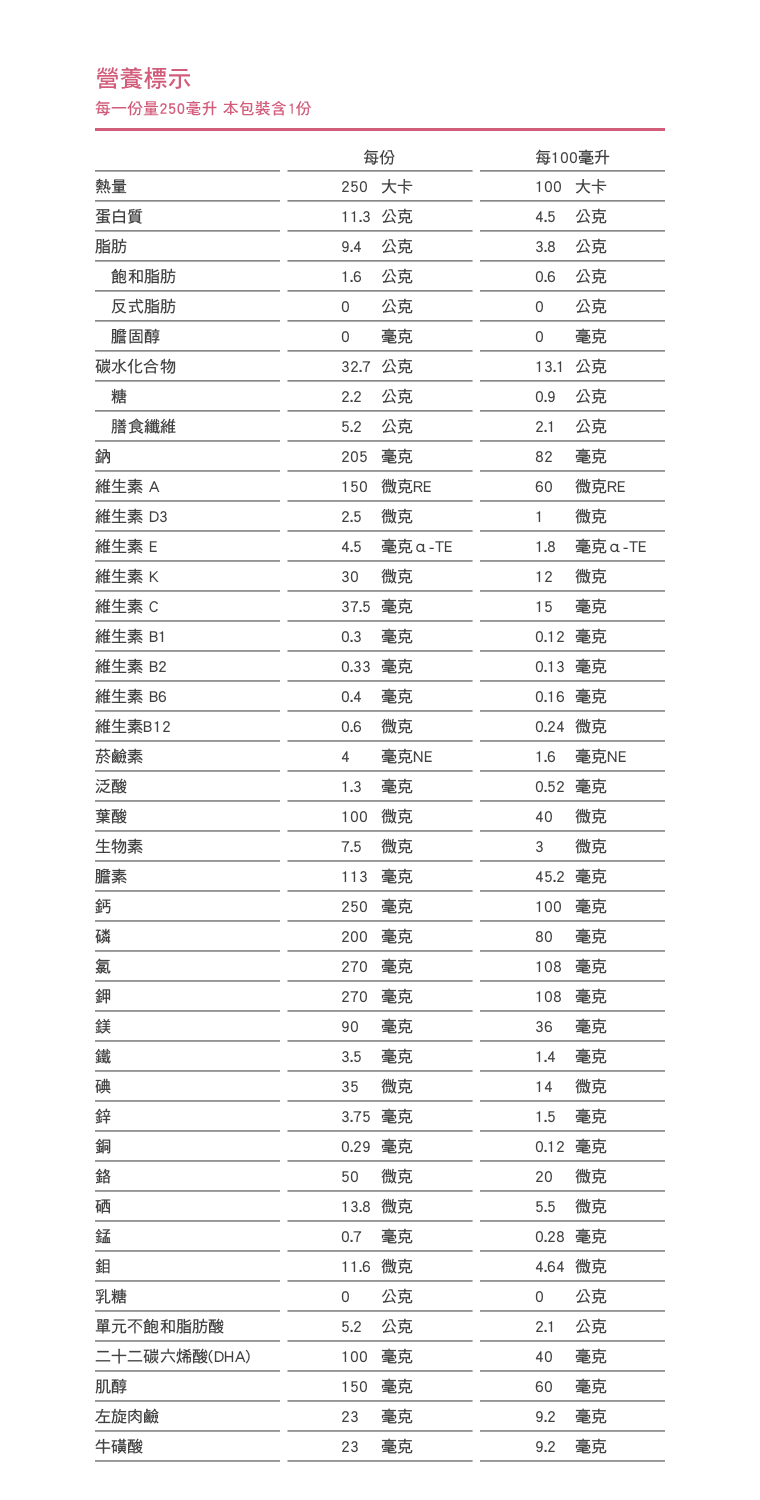 營養標示
每一份量250毫升 本包裝含1份
每份 每100毫升
熱量 250 大卡 100 大卡
蛋白質 11.3 公克 4.5 公克
脂肪 9.4 公克 3.8 公克
飽和脂肪 1.6 公克 0.6 公克
反式脂肪 0 公克 0 公克
膽固醇 0 毫克 0 毫克
碳水化合物 32.7 公克 13.1 公克
糖 2.2 公克 0.9 公克
膳食纖維 5.2 公克 2.1 公克
鈉 205 毫克 82 毫克
維生素 A 150 微克RE 60 微克RE
維生素 D3 2.5 微克 1 微克
維生素 E 4.5 毫克α-TE 1.8 毫克α-TE
維生素 K 30 微克 12 微克
維生素 C 37.5 毫克 15 毫克
維生素 B1 0.3 毫克 0.12 毫克
維生素 B2 0.33 毫克 0.13 毫克
維生素 B6 0.4 毫克 0.16 毫克
維生素B12 0.6 微克 0.24 微克
菸鹼素 4 毫克NE 1.6 毫克NE
泛酸 1.3 毫克 0.52 毫克
葉酸 100 微克 40 微克
生物素 7.5 微克 3 微克
膽素 113 毫克 45.2 毫克
鈣 250 毫克 100 毫克
磷 200 毫克 80 毫克
氯 270 毫克 108 毫克
鉀 270 毫克 108 毫克
鎂 90 毫克 36 毫克
鐵 3.5 毫克 1.4 毫克
碘 35 微克 14 微克
鋅 3.75 毫克 1.5 毫克
銅 0.29 毫克 0.12 毫克
鉻 50 微克 20 微克
硒 13.8 微克 5.5 微克
錳 0.7 毫克 0.28 毫克
鉬 11.6 微克 4.64 微克
乳糖 0 公克 0 公克
單元不飽和脂肪酸 5.2 公克 2.1 公克
二十二碳六烯酸(DHA) 100 毫克 40 毫克
肌醇 150 毫克 60 毫克
左旋肉鹼 23 毫克 9.2 毫克
牛磺酸 23 毫克 9.2 毫克